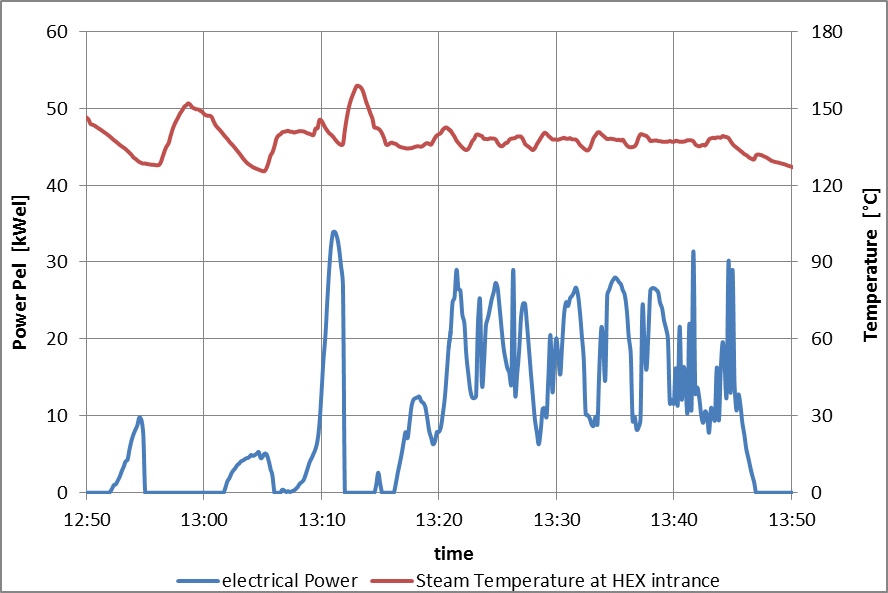 60
50
40
30
20
10
0
Power Pel [kWel]
180
150
120
90
60
30
0
Temperature [°C]
12:50 13:00 13:10 13:20 13:30 13:40 13:50
time
electrical Power Steam Temperature at HEX intrance